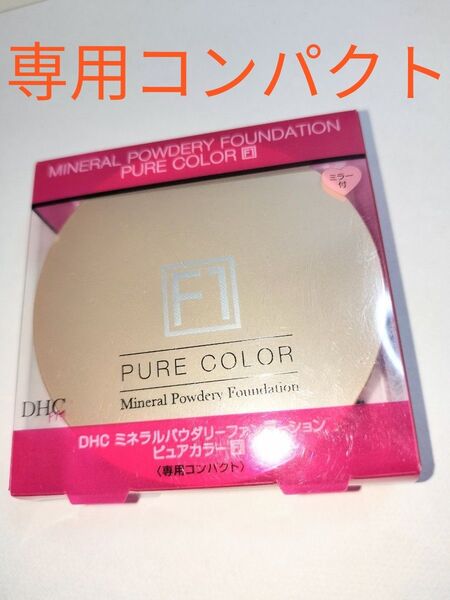 専用コンパクト
MINERAL POWDERY FOUNDATION
PURE COLOR F1
ミラー
付
F1
PURE COLOR
Mineral Powdery Foundation
DHC
DHC ミネラルパウダリーファンデーション
ピュアカラー F1
〈専用コンパクト〉